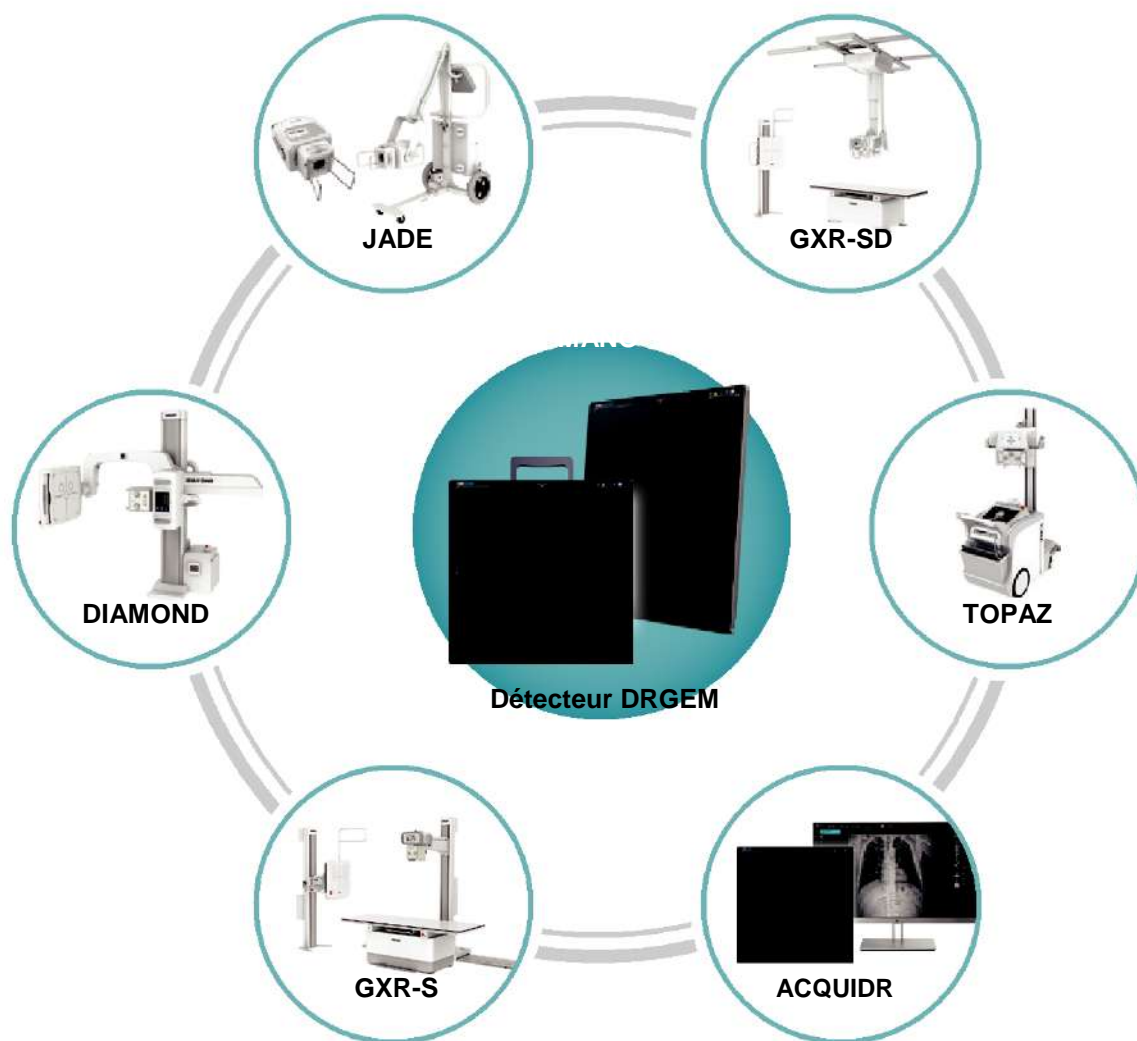 JADE
GXR-SD
DIAMOND
TOPAZ
Détecteur DRGEM
GXR-S
ACQUIDR